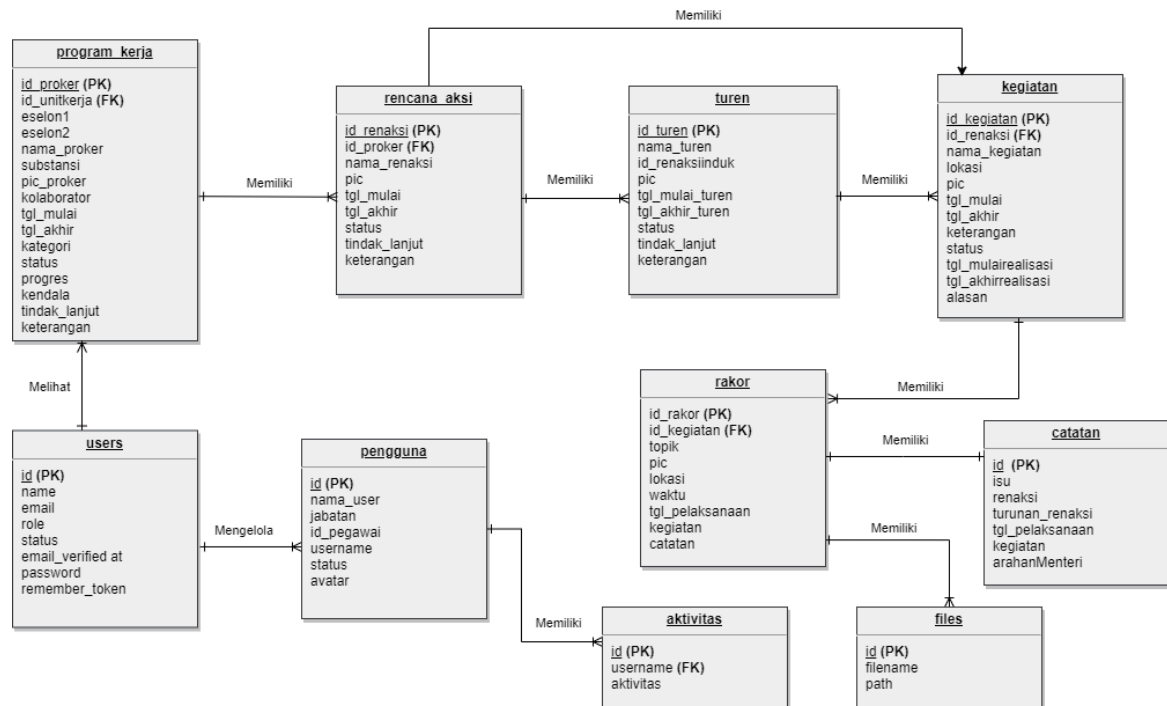 Memiliki
program_kerja
id_proker (PK)
id_unitkerja (FK)
eselon1
eselon2
nama_proker
substansi
pic_proker
kolaborator
tgl_mulai
tgl_akhir
kategori
status
progres
kendala
tindak_lanjut
keterangan
Memiliki
rencana_aksi
id_renaksi (PK)
id_proker (FK)
nama_renaksi
pic
tgl_mulai
tgl_akhir
status
tindak_lanjut
keterangan
Memiliki
turen
id_turen (PK)
nama_turen
id_renaksiinduk
pic
tgl_mulai_turen
tgl_akhir_turen
status
tindak_lanjut
keterangan
Memiliki
kegiatan
id_kegiatan (PK)
id_renaksi (FK)
nama_kegiatan
lokasi
pic
tgl_mulai
tgl_akhir
keterangan
status
tgl_mulairealisasi
tgl_akhirrealisasi
alasan
Melihat
Memiliki
users
id (PK)
name
email
role
status
email_verified at
password
remember_token
Mengelola
pengguna
id (PK)
nama_user
jabatan
id_pegawai
username
status
avatar
rakor
id_rakor (PK)
id_kegiatan (FK)
topik
pic
lokasi
waktu
tgl_pelaksanaan
kegiatan
catatan
Memiliki
catatan
id (PK)
isu
renaksi
turunan_renaksi
tgl_pelaksanaan
kegiatan
arahanMenteri
Memiliki
Memiliki
aktivitas
id (PK)
username (FK)
aktivitas
files
id (PK)
filename
path